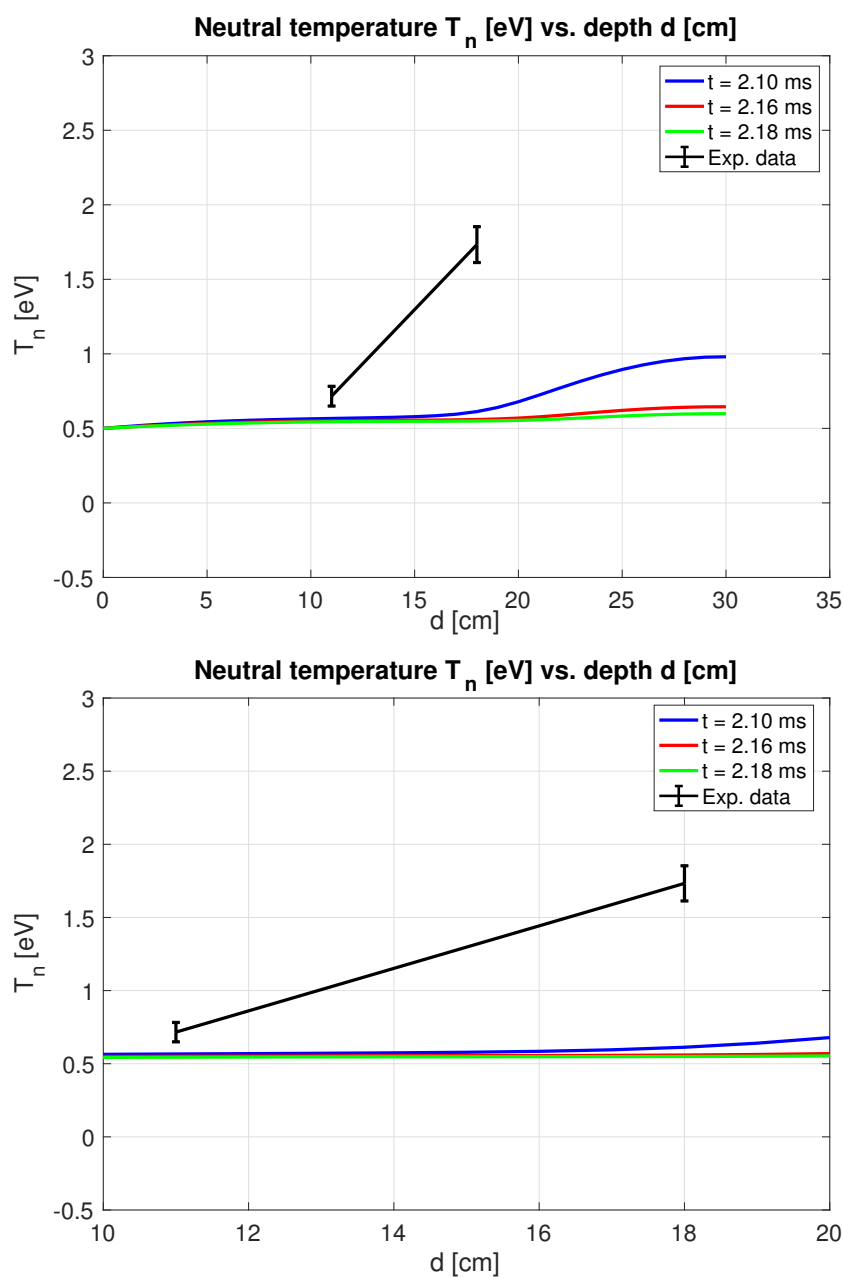 Neutral temperature T_n [eV] vs. depth d [cm]
3
2.5
2
1.5
1
0.5
0
-0.5
T_n [eV]
t = 2.10 ms
t = 2.16 ms
t = 2.18 ms
Exp. data
0 5 10 15 20 25 30 35
d [cm]
Neutral temperature T_n [eV] vs. depth d [cm]
3
2.5
2
1.5
1
0.5
0
-0.5
T_n [eV]
t = 2.10 ms
t = 2.16 ms
t = 2.18 ms
Exp. data
10 12 14 16 18 20
d [cm]